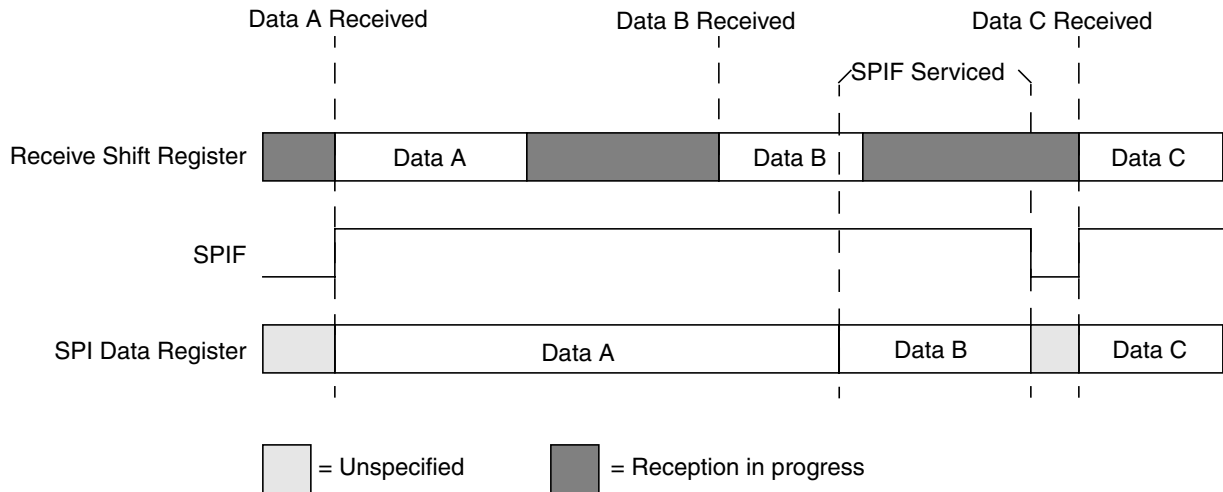 Data A Received
Data B Received
Data C Received
SPIF Serviced
Receive Shift Register
Data A
Data B
Data C
SPIF
SPI Data Register
Data A
Data B
Data C
= Unspecified
= Reception in progress